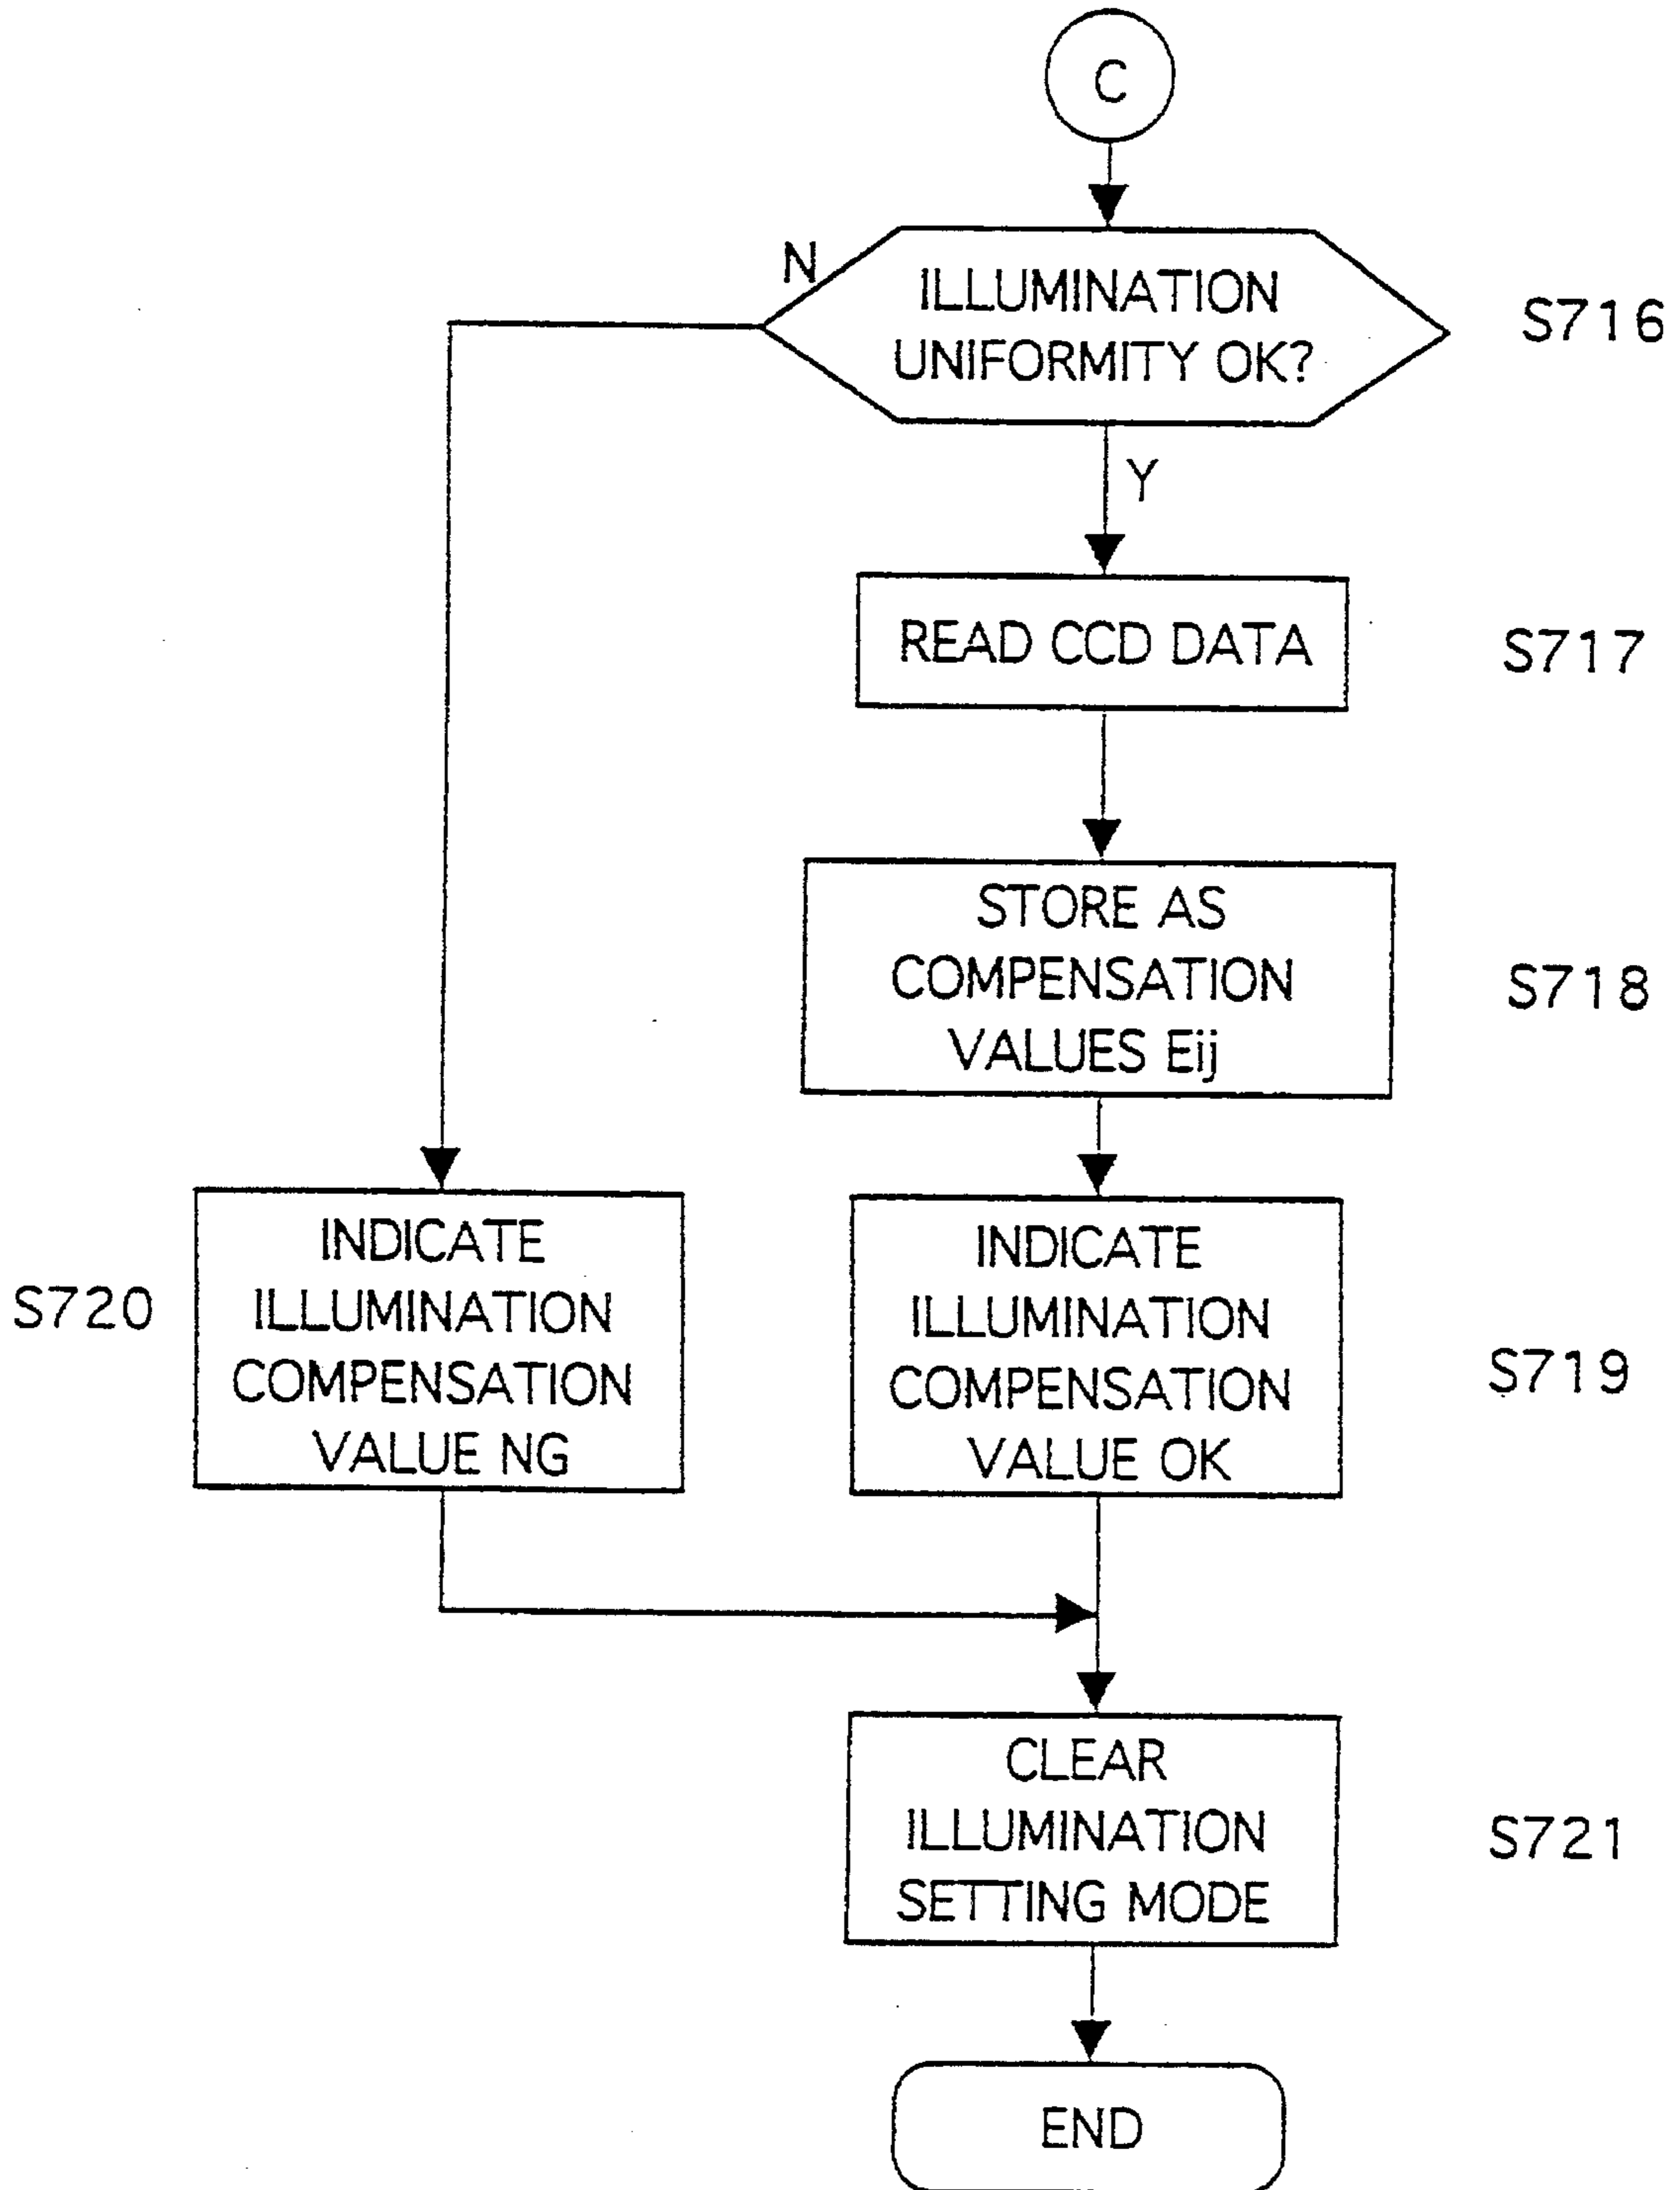 C
N
ILLUMINATION
UNIFORMITY OK?
S716
Y
READ CCD DATA
S717
STORE AS
COMPENSATION
VALUES Eij
S718
S720
INDICATE
ILLUMINATION
COMPENSATION
VALUE NG
INDICATE
ILLUMINATION
COMPENSATION
VALUE OK
S719
CLEAR
ILLUMINATION
SETTING MODE
S721
END